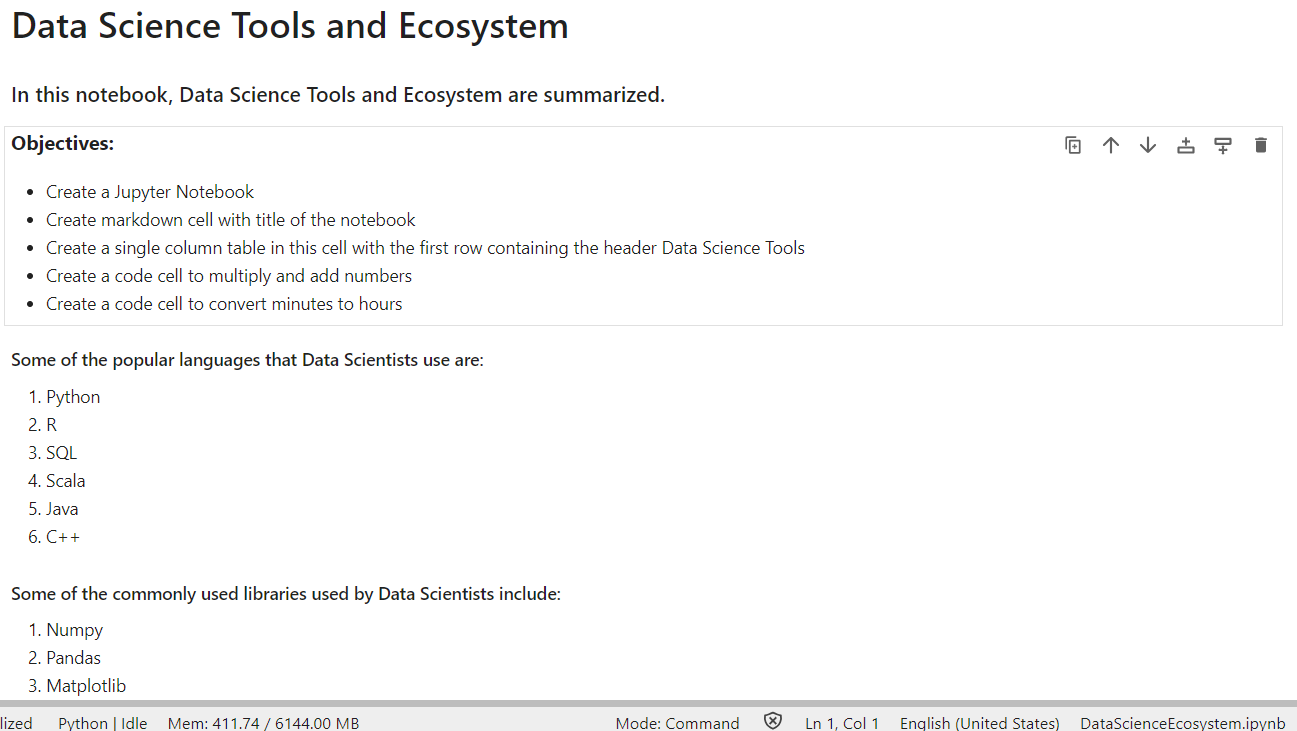 Data Science Tools and Ecosystem
In this notebook, Data Science Tools and Ecosystem are summarized.
Objectives:
• Create a Jupyter Notebook
• Create markdown cell with title of the notebook
• Create a single column table in this cell with the first row containing the header Data Science Tools
• Create a code cell to multiply and add numbers
• Create a code cell to convert minutes to hours
Some of the popular languages that Data Scientists use are:
1. Python
2. R
3. SQL
4. Scala
5. Java
6. C++
Some of the commonly used libraries used by Data Scientists include:
1. Numpy
2. Pandas
3. Matplotlib
lized Python | Idle Mem: 411.74 / 6144.00 MB Mode: Command Ln 1, Col 1 English (United States) DataScienceEcosystem.ipynb